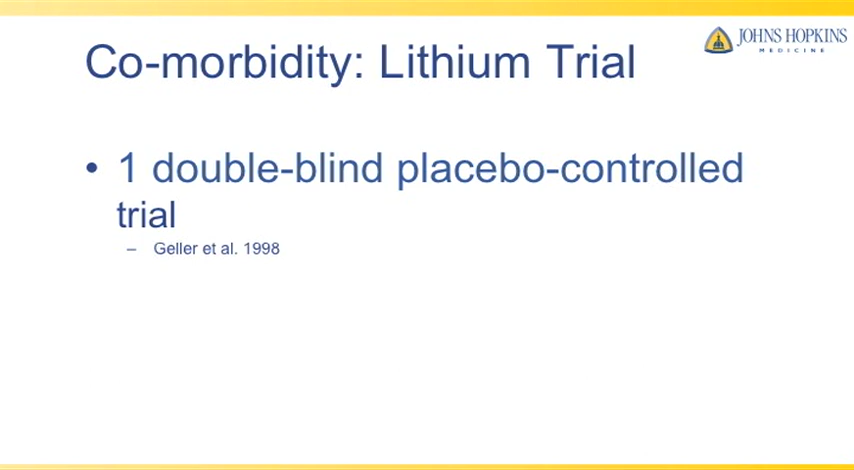 JOHNS HOPKINS
MEDICINE
Co-morbidity: Lithium Trial
• 1 double-blind placebo-controlled
trial
– Geller et al. 1998